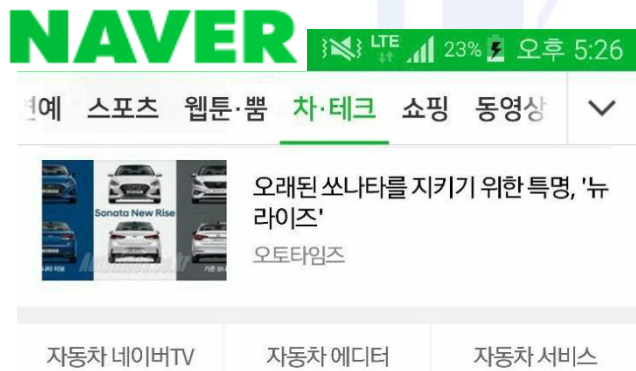 NAVER
LTE 23% 오후 5:26
연예 스포츠 웹툰·뿜 차·테크 쇼핑 동영상
Sonata New Rise
오래된 쏘나타를 지키기 위한 특명, '뉴
라이즈'
오토타임즈
자동차 네이버TV 자동차 에디터 자동차 서비스